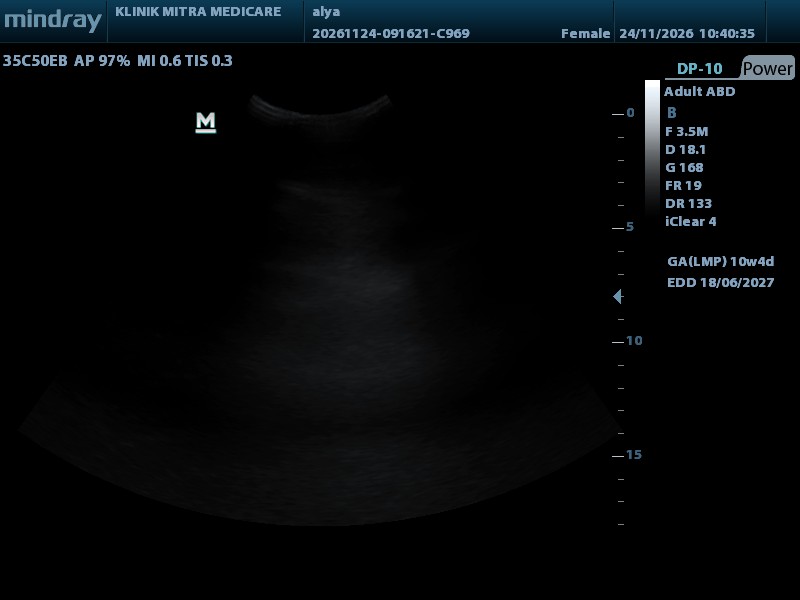 mindray
KLINIK MITRA MEDICARE
alya
20261124-091621-C969
Female
24/11/2026 10:40:35
35C50EB AP 97% MI 0.6 TIS 0.3
DP-10
Power
M
Adult ABD
B
F 3.5M
D 18.1
G 168
FR 19
DR 133
iClear 4
GA(LMP) 10w4d
EDD 18/06/2027
0
5
10
15